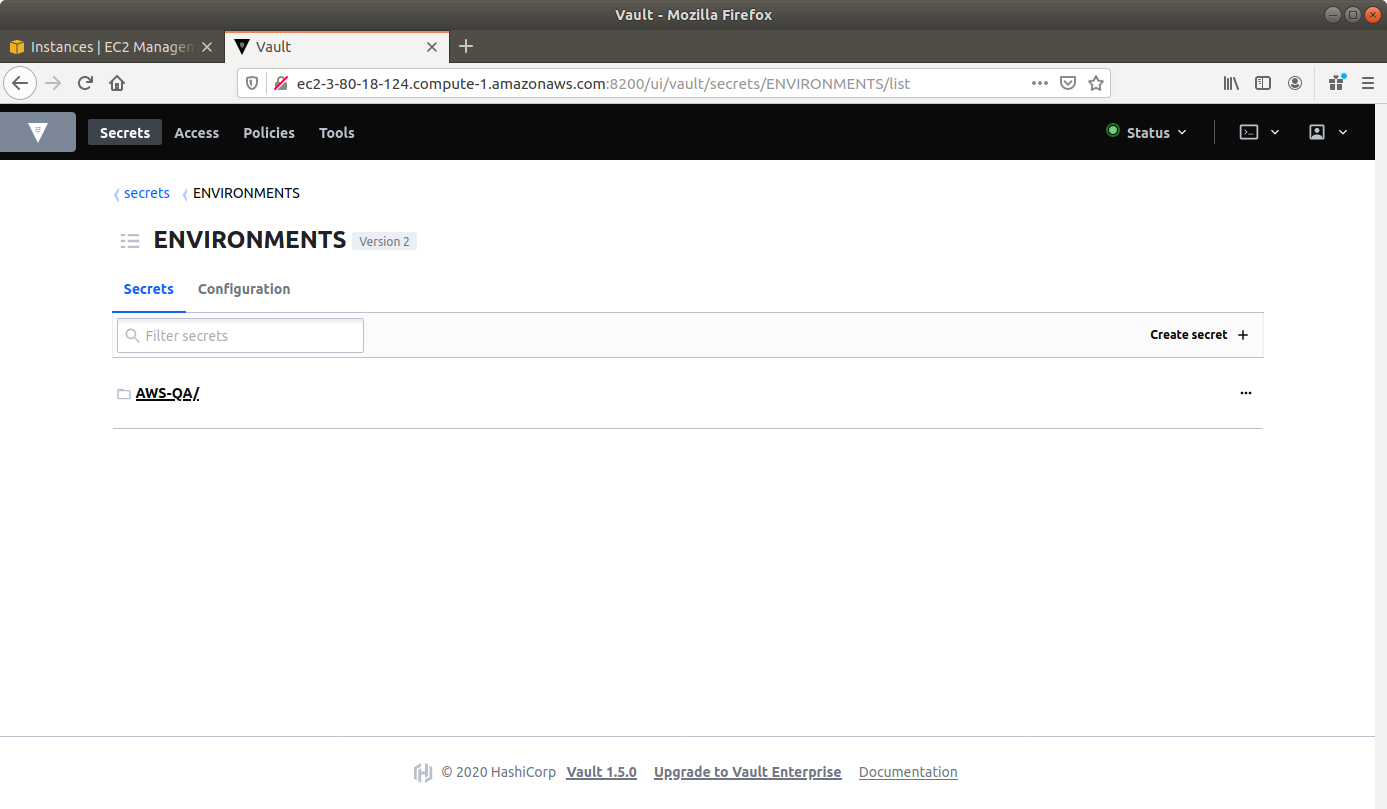 Vault - Mozilla Firefox
Instances | EC2 Managem
Vault
ec2-3-80-18-124.compute-1.amazonaws.com:8200/ui/vault/secrets/ENVIRONMENTS/list
Secrets Access Policies Tools Status
secrets ENVIRONMENTS
ENVIRONMENTS Version 2
Secrets Configuration
Filter secrets Create secret +
AWS-QA/
© 2020 HashiCorp Vault 1.5.0 Upgrade to Vault Enterprise Documentation